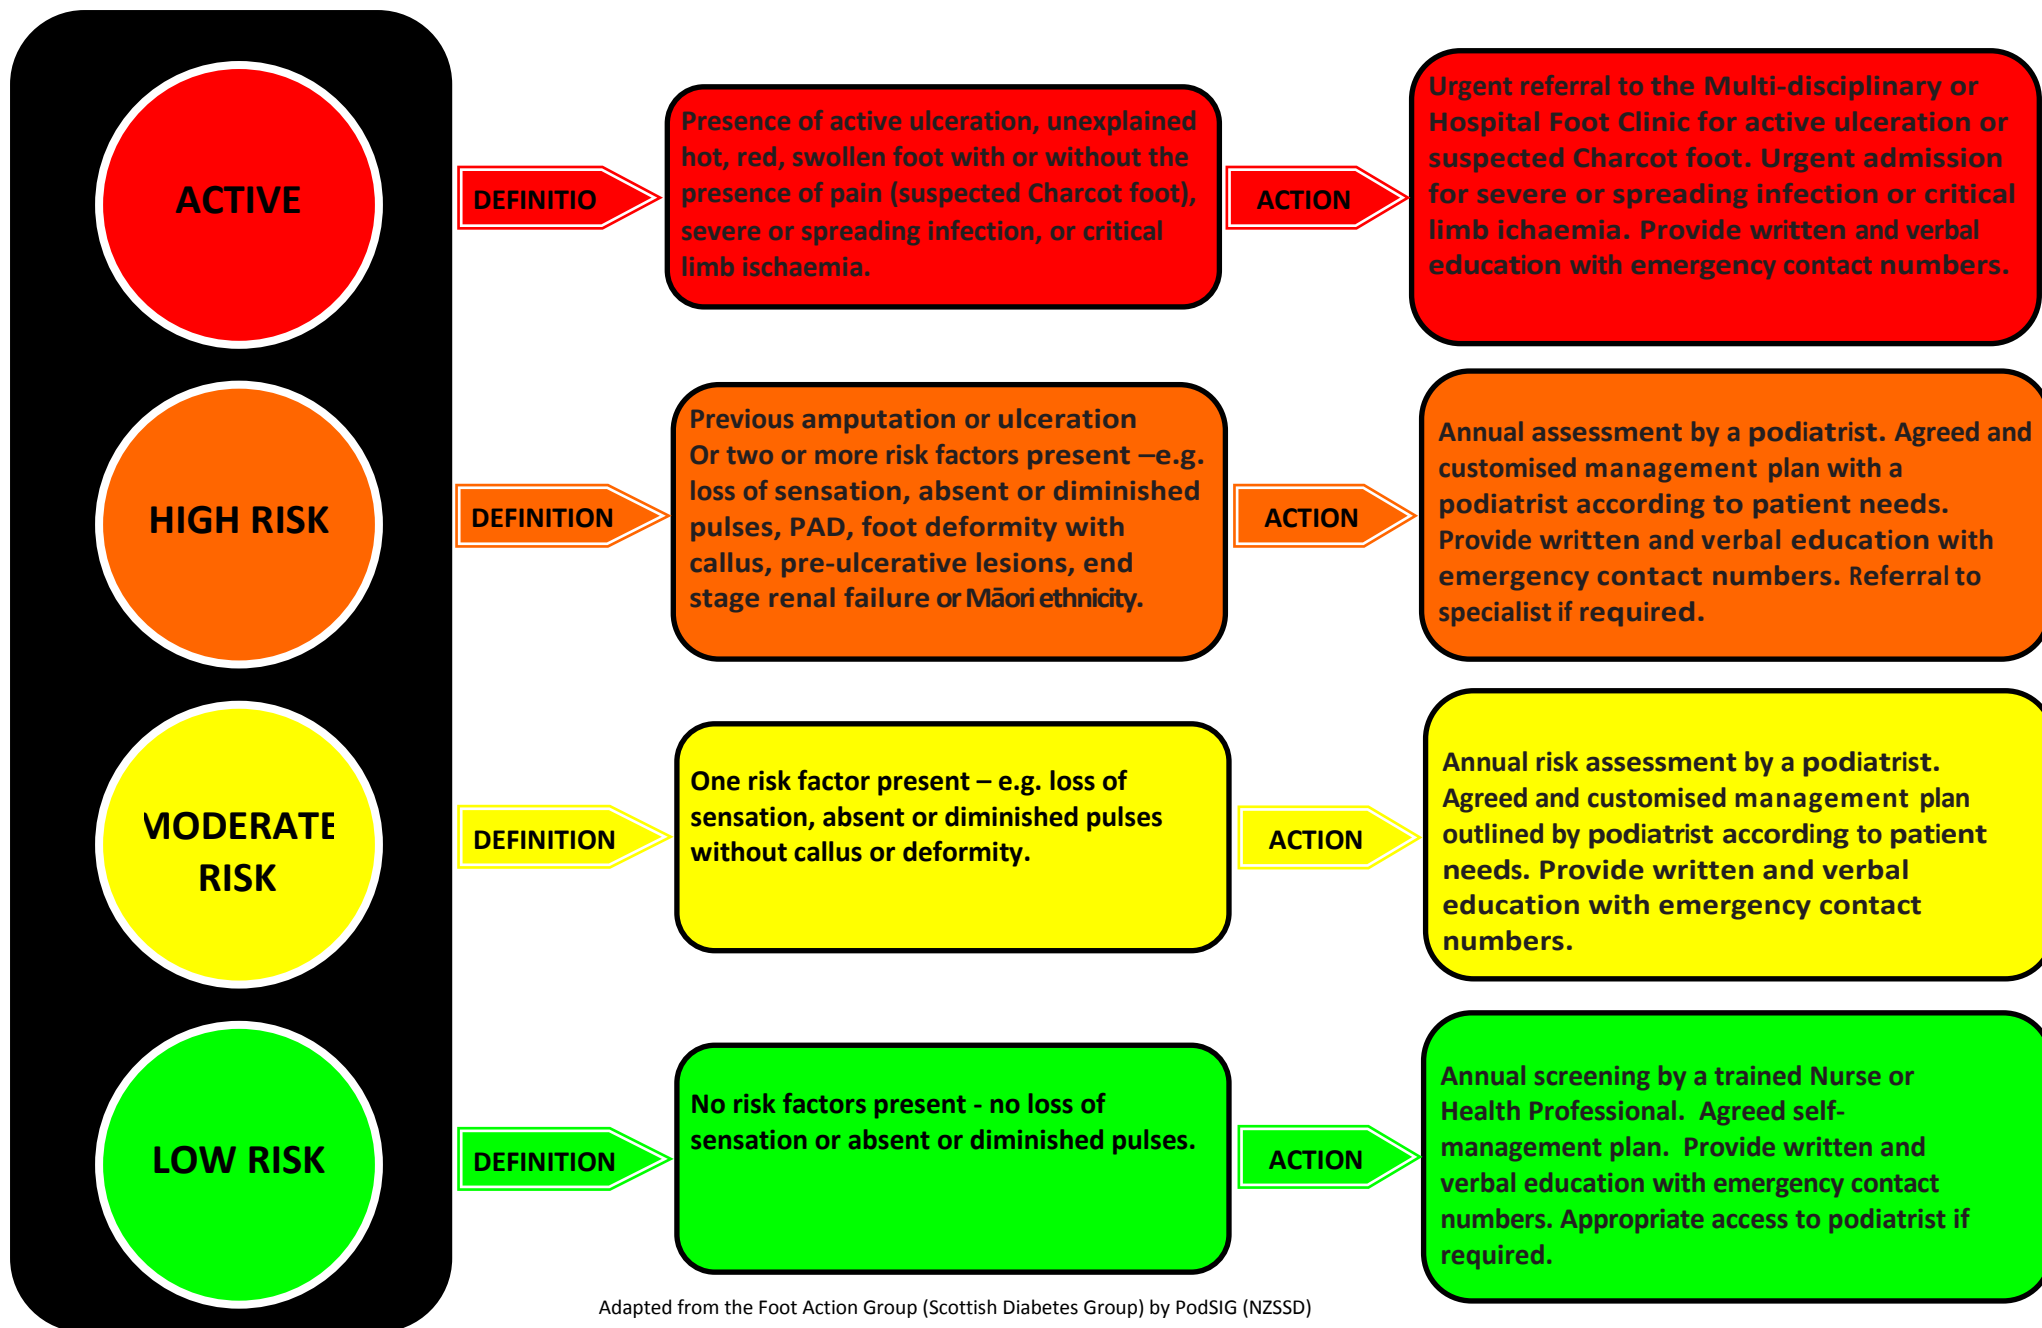 ACTIVE
DEFINITIO
Presence of active ulceration, unexplained
hot, red, swollen foot with or without the
presence of pain (suspected Charcot foot),
severe or spreading infection, or critical
limb ischaemia.
ACTION
Urgent referral to the Multi-disciplinary or
Hospital Foot Clinic for active ulceration or
suspected Charcot foot. Urgent admission
for severe or spreading infection or critical
limb ichaemia. Provide written and verbal
education with emergency contact numbers.
HIGH RISK
DEFINITION
Previous amputation or ulceration
Or two or more risk factors present –e.g.
loss of sensation, absent or diminished
pulses, PAD, foot deformity with
callus, pre-ulcerative lesions, end
stage renal failure or Māori ethnicity.
ACTION
Annual assessment by a podiatrist. Agreed and
customised management plan with a
podiatrist according to patient needs.
Provide written and verbal education with
emergency contact numbers. Referral to
specialist if required.
MODERATE
RISK
DEFINITION
One risk factor present – e.g. loss of
sensation, absent or diminished pulses
without callus or deformity.
ACTION
Annual risk assessment by a podiatrist.
Agreed and customised management plan
outlined by podiatrist according to patient
needs. Provide written and verbal
education with emergency contact
numbers.
LOW RISK
DEFINITION
No risk factors present - no loss of
sensation or absent or diminished pulses.
ACTION
Annual screening by a trained Nurse or
Health Professional.  Agreed self-
management plan.  Provide written and
verbal education with emergency contact
numbers. Appropriate access to podiatrist if
required.
Adapted from the Foot Action Group (Scottish Diabetes Group) by PodSIG (NZSSD)